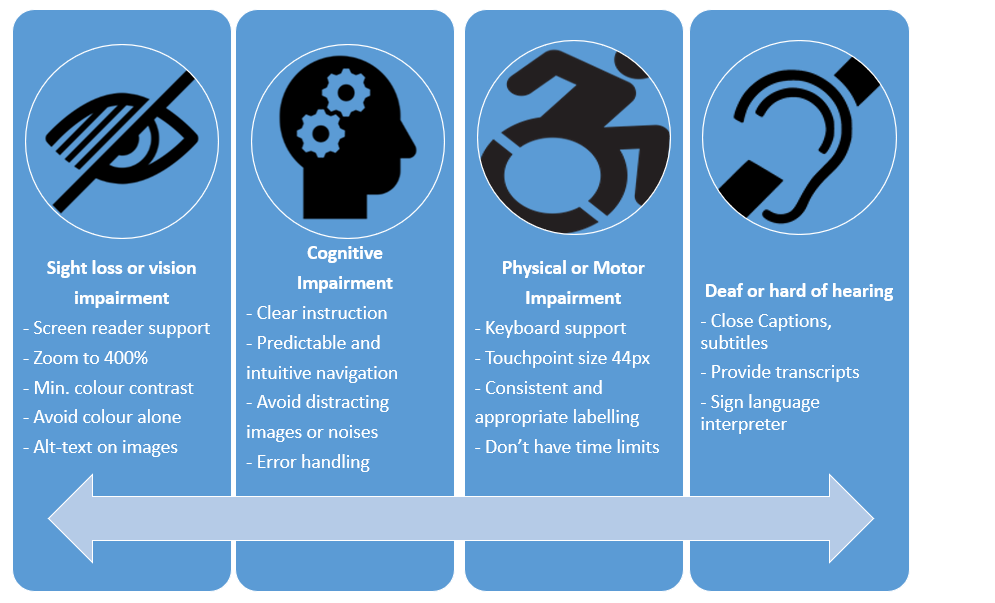 Sight loss or vision
impairment
- Screen reader support
- Zoom to 400%
- Min. colour contrast
- Avoid colour alone
- Alt-text on images
Cognitive
Impairment
- Clear instruction
- Predictable and
intuitive navigation
- Avoid distracting
images or noises
- Error handling
Physical or Motor
Impairment
- Keyboard support
- Touchpoint size 44px
- Consistent and
appropriate labelling
- Don’t have time limits
Deaf or hard of hearing
- Close Captions,
subtitles
- Provide transcripts
- Sign language
interpreter